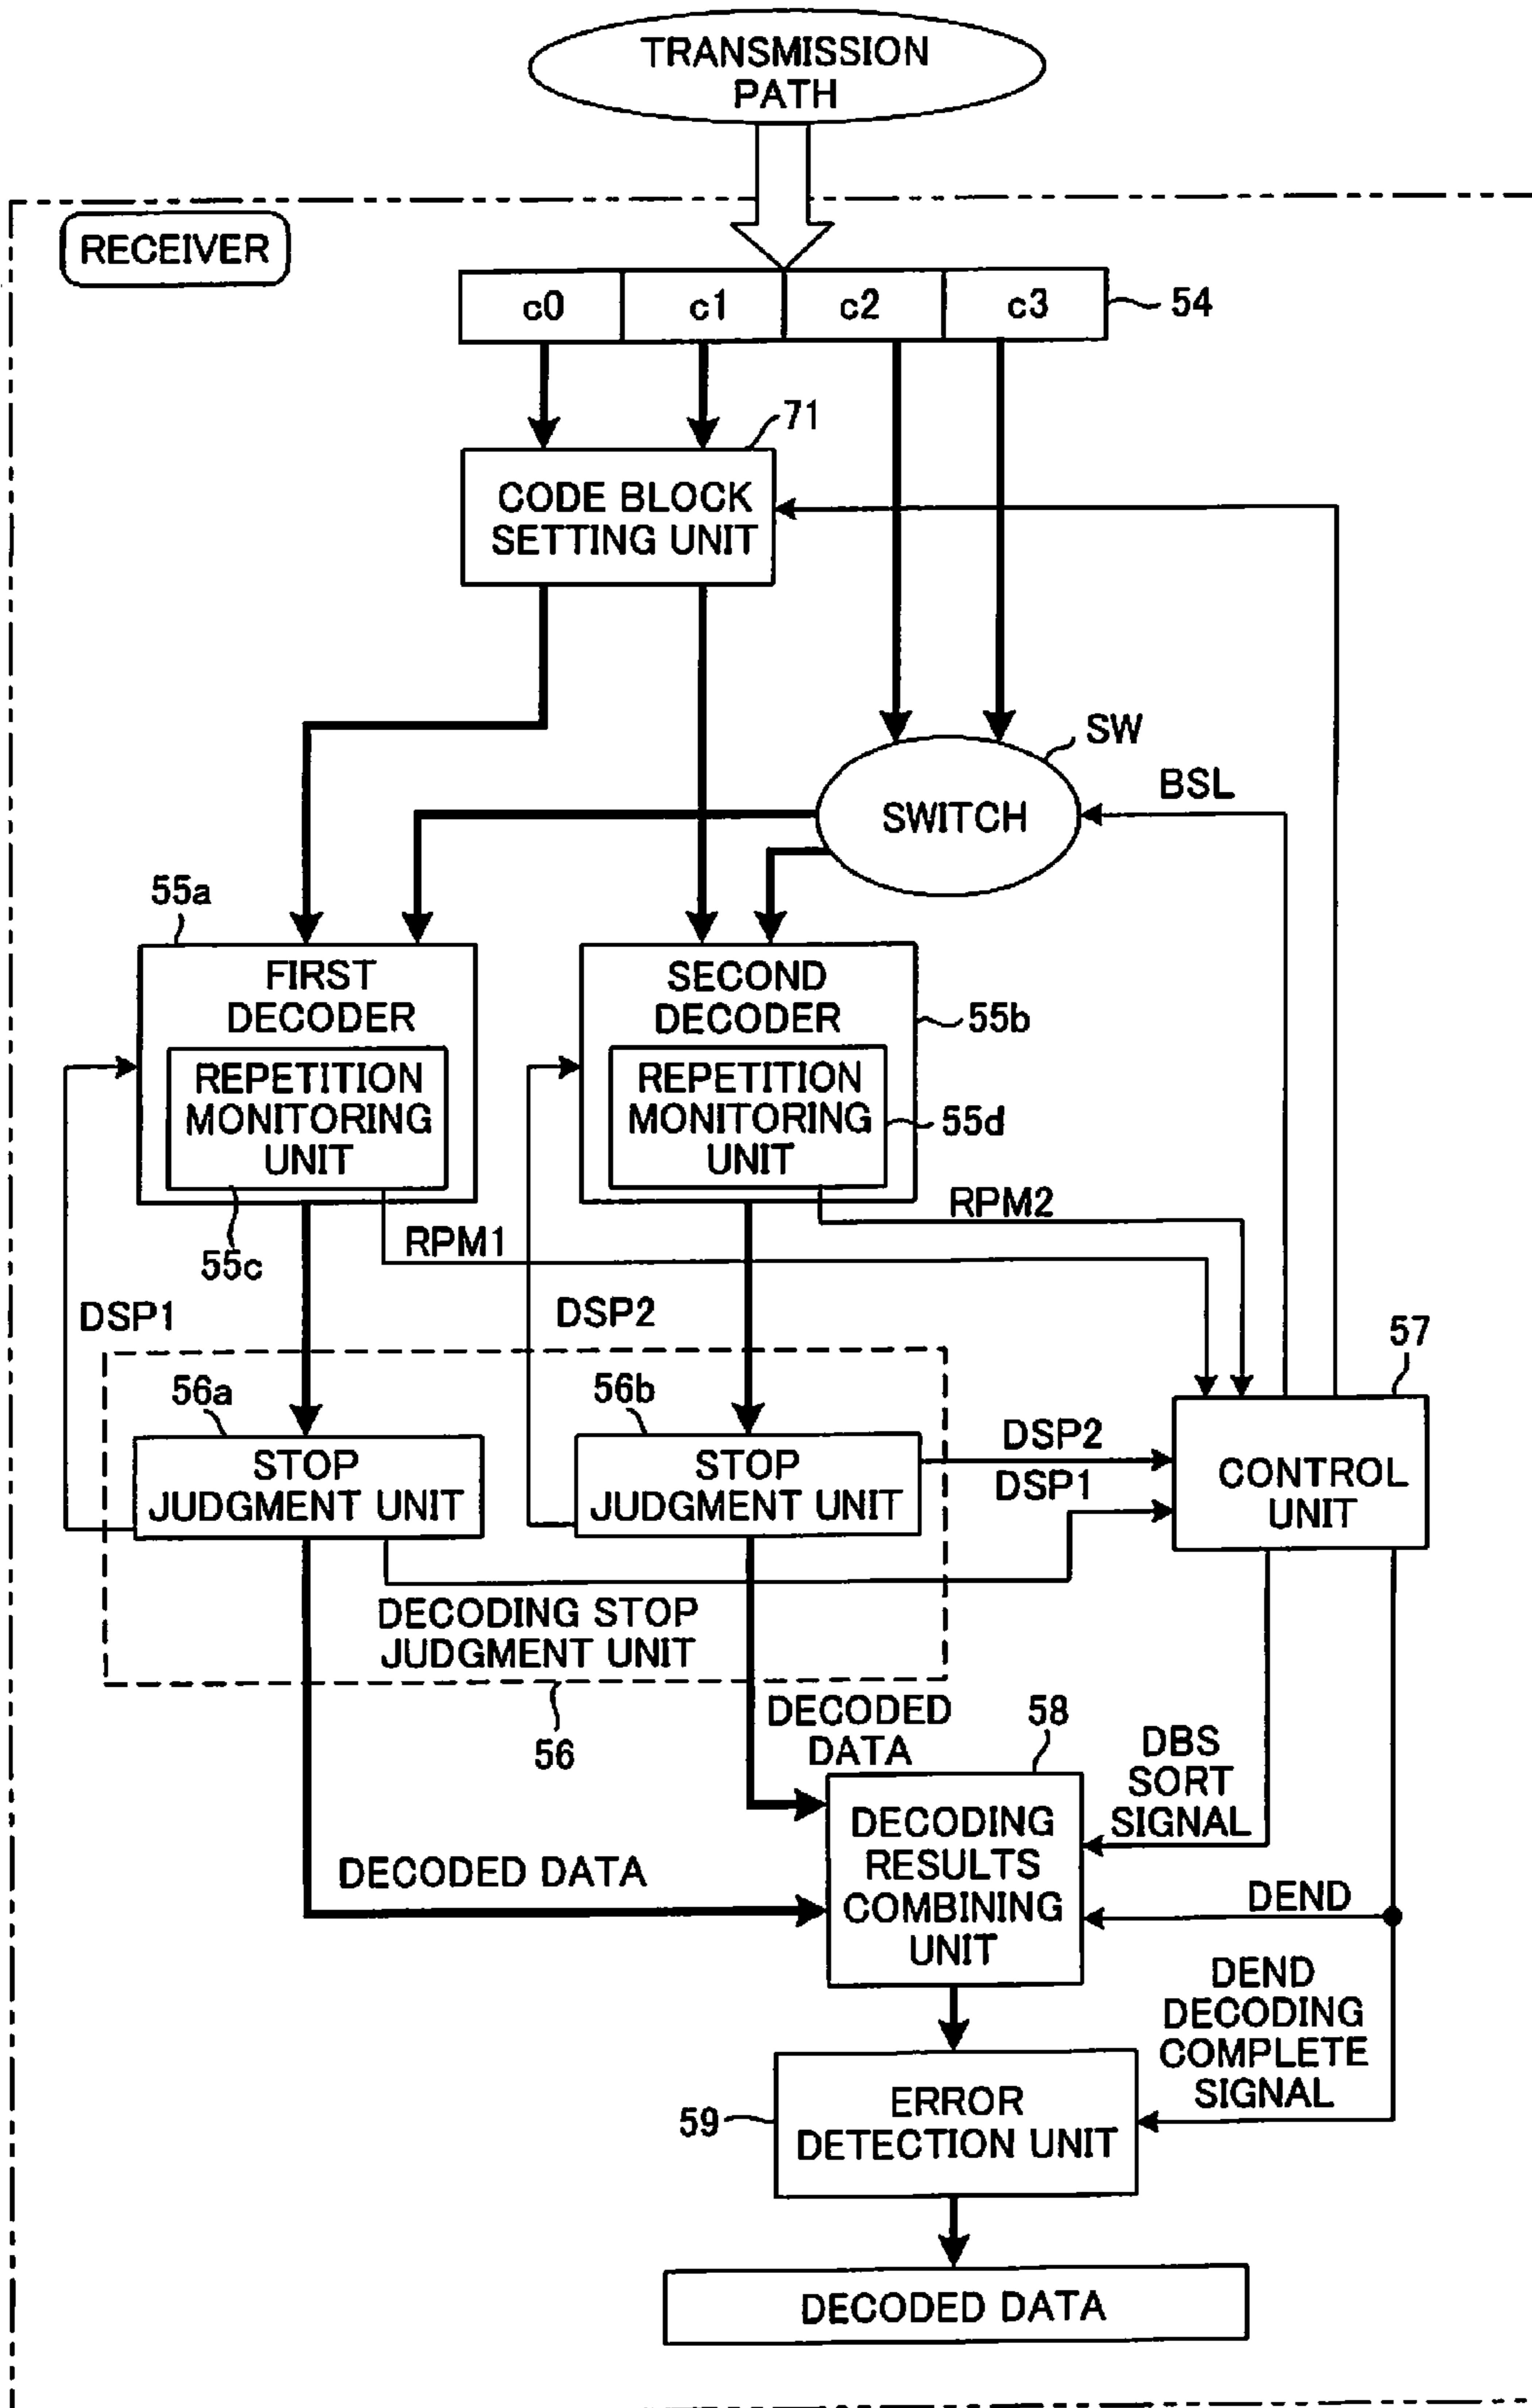 TRANSMISSION
PATH
RECEIVER
c0
c1
c2
c3
54
71
CODE BLOCK
SETTING UNIT
SW
BSL
SWITCH
55a
FIRST
DECODER
SECOND
DECODER
55b
REPETITION
MONITORING
UNIT
REPETITION
MONITORING
UNIT
55d
RPM2
RPM1
55c
DSP1
DSP2
57
56a
56b
DSP2
STOP
JUDGMENT UNIT
STOP
JUDGMENT UNIT
DSP1
CONTROL
UNIT
DECODING STOP
JUDGMENT UNIT
56
DECODED
DATA
58
DBS
SORT
SIGNAL
DECODING
RESULTS
COMBINING
UNIT
DECODED DATA
DEND
DEND
DECODING
COMPLETE
SIGNAL
59
ERROR
DETECTION UNIT
DECODED DATA